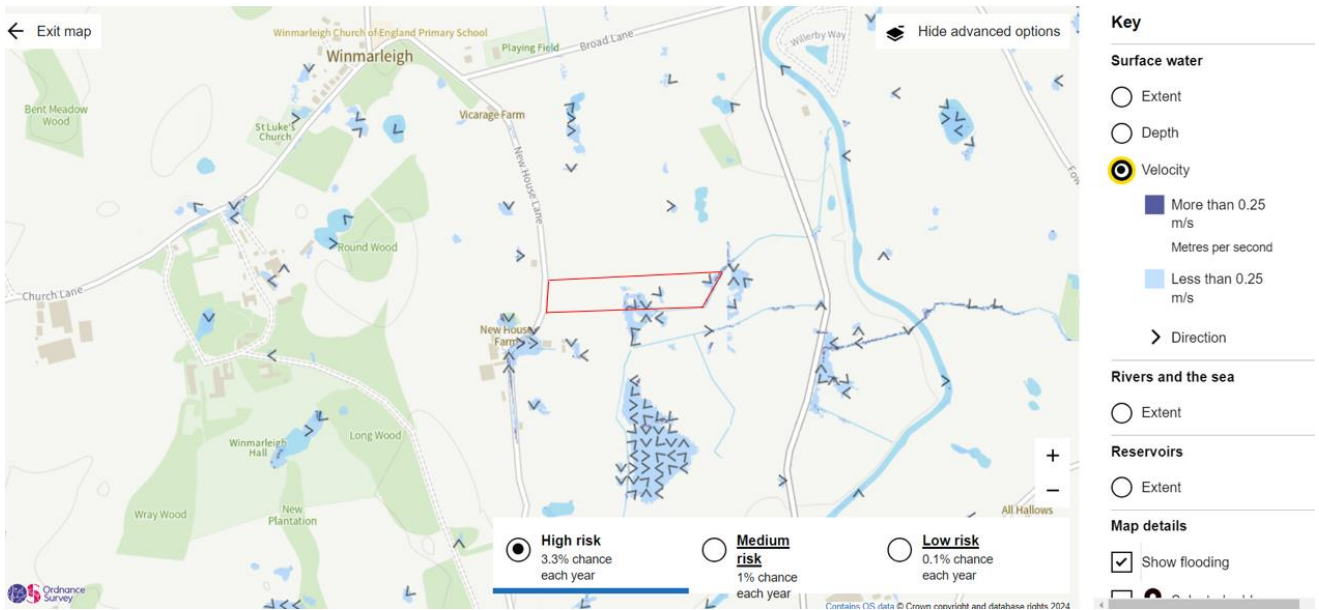 Exit map
Hide advanced options
Winmarleigh Church of England Primary School
Winmarleigh
Playing Field
Broad Lane
Willerby Way
Bent Meadow
Wood
St Luke's
Church
Vicarage Farm
New House Lane
Round Wood
Church Lane
New House
Farm
Winmarleigh
Hall
Long Wood
Wray Wood
New
Plantation
All Hallows
+
−
High risk
3.3% chance
each year
Medium
risk
1% chance
each year
Low risk
0.1% chance
each year
Ordnance
Survey
Contains OS data © Crown copyright and database rights 2024
Key
Surface water
Extent
Depth
Velocity
More than 0.25
m/s
Metres per second
Less than 0.25
m/s
Direction
Rivers and the sea
Extent
Reservoirs
Extent
Map details
Show flooding